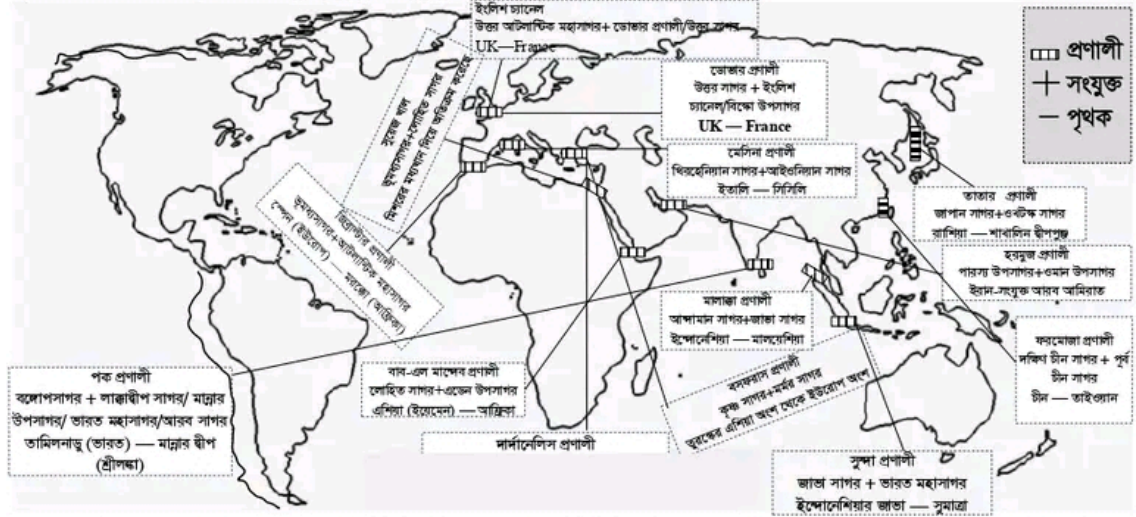 ইংলিশ চ্যানেল
উত্তর আটলান্টিক মহাসাগর+ ডোভার প্রণালী/উত্তর সাগর
UK—France
প্রণালী
সংযুক্ত
পৃথক
ডোভার প্রণালী
উত্তর সাগর + ইংলিশ
চ্যানেল/বিস্কে উপসাগর
UK — France
সুয়েজ খাল
ভূমধ্যসাগর+লোহিত সাগর
মিশরের মধ্যখান দিয়ে অতিক্রম করেছে
মেসিনা প্রণালী
থিরহেনিয়ান সাগর+আইওনিয়ান সাগর
ইতালি — সিসিলি
তাতার প্রণালী
জাপান সাগর+ওখটস্ক সাগর
রাশিয়া — শাখালিন দ্বীপপুঞ্জ
জিব্রাল্টার প্রণালী
ভূমধ্যসাগর+আটলান্টিক মহাসাগর
স্পেন (ইউরোপ) — মরক্কো (আফ্রিকা)
হরমুজ প্রণালী
পারস্য উপসাগর+ওমান উপসাগর
ইরান-সংযুক্ত আরব আমিরাত
মালাক্কা প্রণালী
আন্দামান সাগর+জাভা সাগর
ইন্দোনেশিয়া — মালয়েশিয়া
ফরমোজা প্রণালী
দক্ষিণ চীন সাগর + পূর্ব
চীন সাগর
চীন — তাইওয়ান
পক প্রণালী
বঙ্গোপসাগর + লাক্কাদ্বীপ সাগর/ মান্নার
উপসাগর/ ভারত মহাসাগর/আরব সাগর
তামিলনাড়ু (ভারত) — মান্নার দ্বীপ
(শ্রীলঙ্কা)
বাব-এল মান্দেব প্রণালী
লোহিত সাগর+এডেন উপসাগর
এশিয়া (ইয়েমেন) — আফ্রিকা
বসফরাস প্রণালী
কৃষ্ণ সাগর+মর্মর সাগর
তুরস্কের এশিয়া অংশ থেকে ইউরোপ অংশ
দার্দানেলিস প্রণালী
সুন্দা প্রণালী
জাভা সাগর + ভারত মহাসাগর
ইন্দোনেশিয়ার জাভা — সুমাত্রা